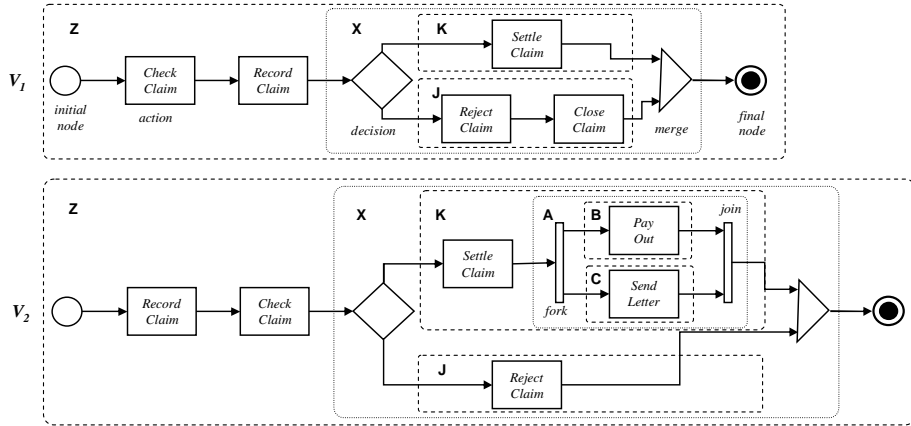 Z
X
K
Settle
Claim
V1
Check
Claim
Record
Claim
J
Reject
Claim
Close
Claim
initial
node
action
decision
merge
final
node
Z
X
K
A
B
Pay
Out
join
Settle
Claim
C
Send
Letter
V2
Record
Claim
Check
Claim
fork
J
Reject
Claim